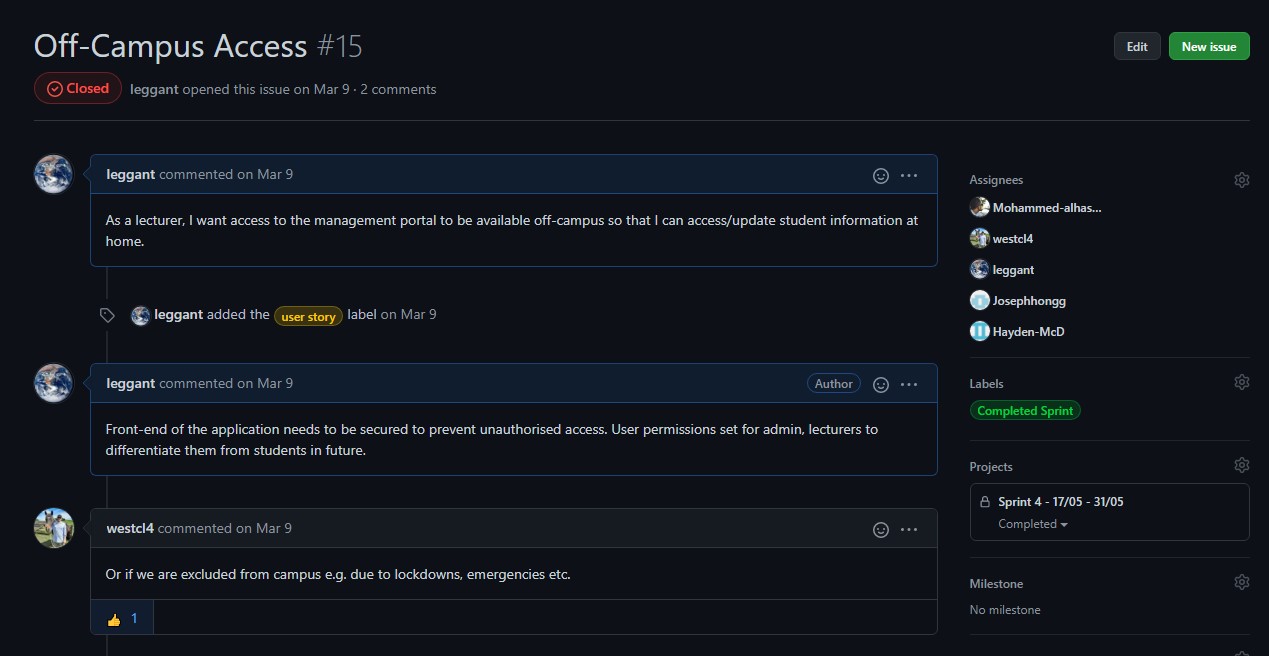 Off-Campus Access #15
Edit
New issue
Closed
leggant opened this issue on Mar 9 · 2 comments
leggant commented on Mar 9
As a lecturer, I want access to the management portal to be available off-campus so that I can access/update student information at
home.
leggant added the user story label on Mar 9
leggant commented on Mar 9
Author
Front-end of the application needs to be secured to prevent unauthorised access. User permissions set for admin, lecturers to
differentiate them from students in future.
westcl4 commented on Mar 9
Or if we are excluded from campus e.g. due to lockdowns, emergencies etc.
👍 1
Assignees
Mohammed-alhas...
westcl4
leggant
Josephhongg
Hayden-McD
Labels
Completed Sprint
Projects
Sprint 4 - 17/05 - 31/05
Completed
Milestone
No milestone